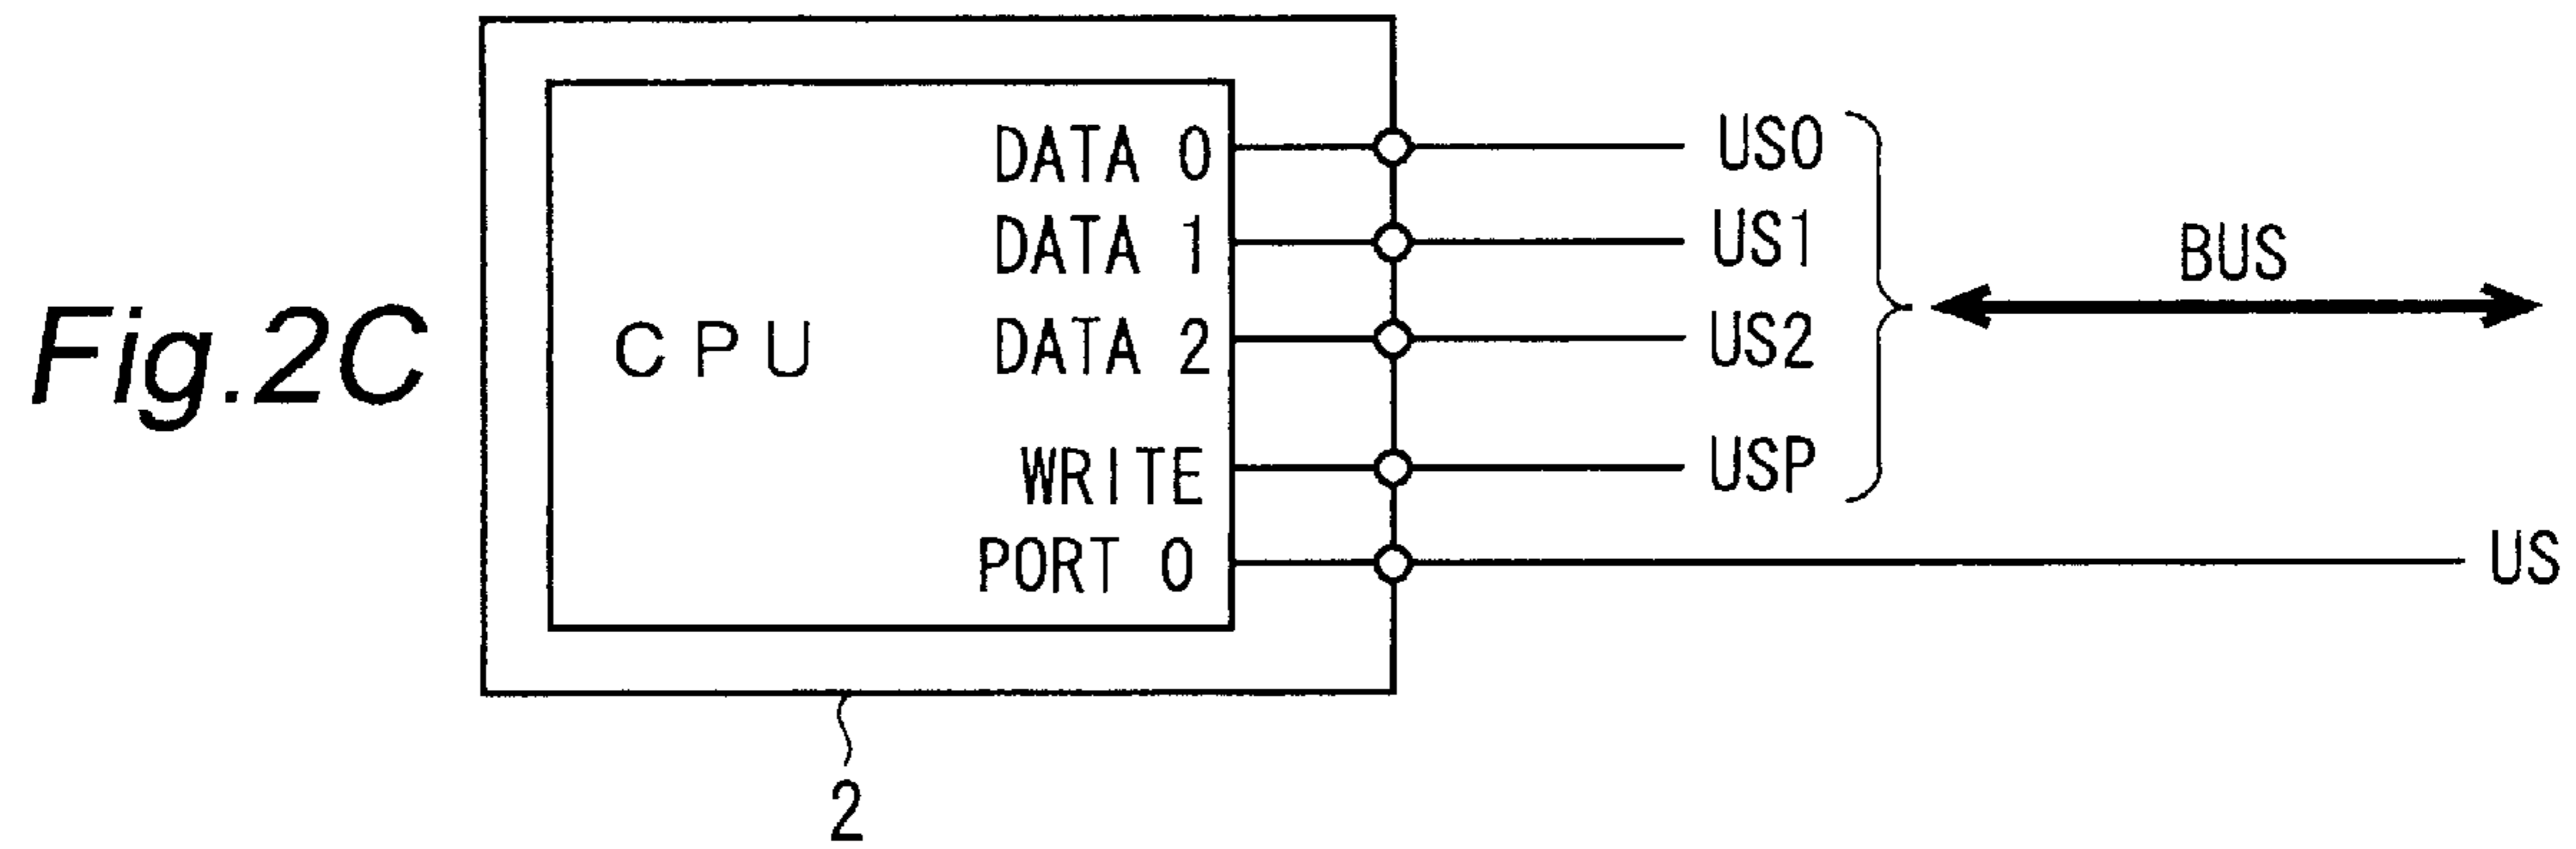 Fig.2C
CPU
DATA 0
DATA 1
DATA 2
WRITE
PORT 0
US0
US1
US2
USP
BUS
US
2